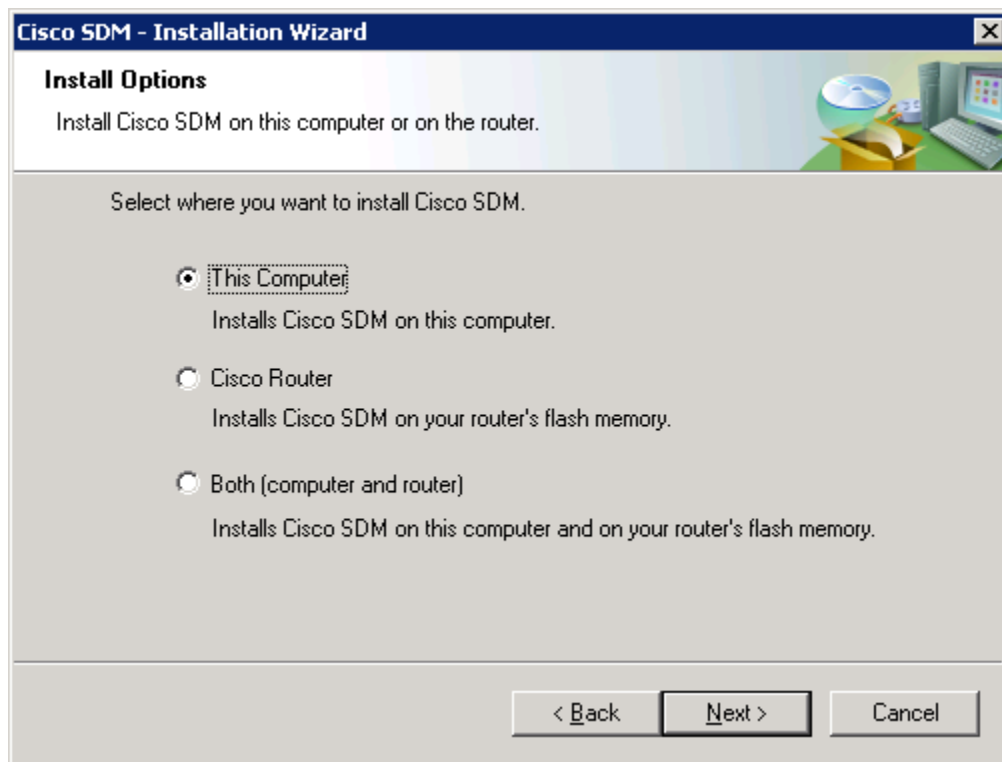 Cisco SDM - Installation Wizard
Install Options
Install Cisco SDM on this computer or on the router.
Select where you want to install Cisco SDM.
This Computer
Installs Cisco SDM on this computer.
Cisco Router
Installs Cisco SDM on your router's flash memory.
Both (computer and router)
Installs Cisco SDM on this computer and on your router's flash memory.
< Back Next > Cancel